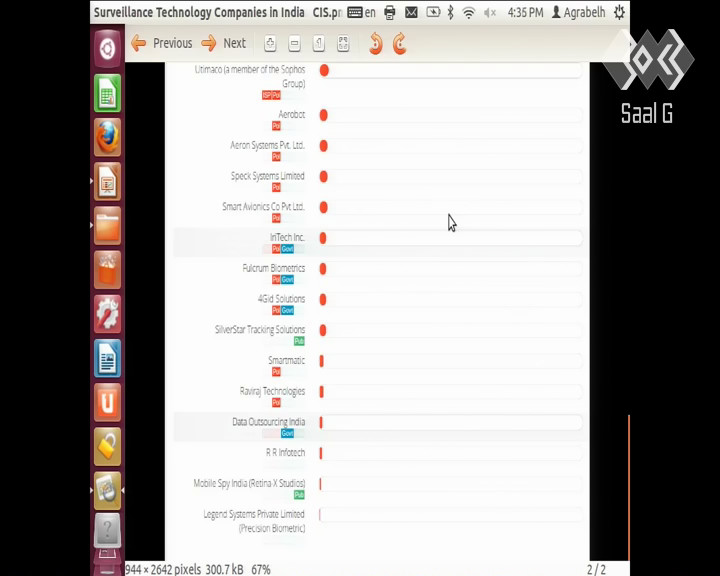 Surveillance Technology Companies in India   CIS.pn   en   4:35 PM   Agrabelh
Previous   Next
Saal G
Utimaco (a member of the Sophos
Group)
ISP Pol
Aerobot
Pol
Aeron Systems Pvt. Ltd.
Pol
Speck Systems Limited
Pol
Smart Avionics Co Pvt Ltd.
Pol
InTech Inc.
Pol Govt
Fulcrum Biometrics
Pol Govt
4Gid Solutions
Pol Govt
SilverStar Tracking Solutions
Pub
Smartmatic
Pol
Raviraj Technologies
Pol
Data Outsourcing India
Govt
R R Infotech
Mobile Spy India (Retina-X Studios)
Pub
Legend Systems Private Limited
(Precision Biometric)
944 × 2642 pixels   300.7 kB   67%   2 / 2